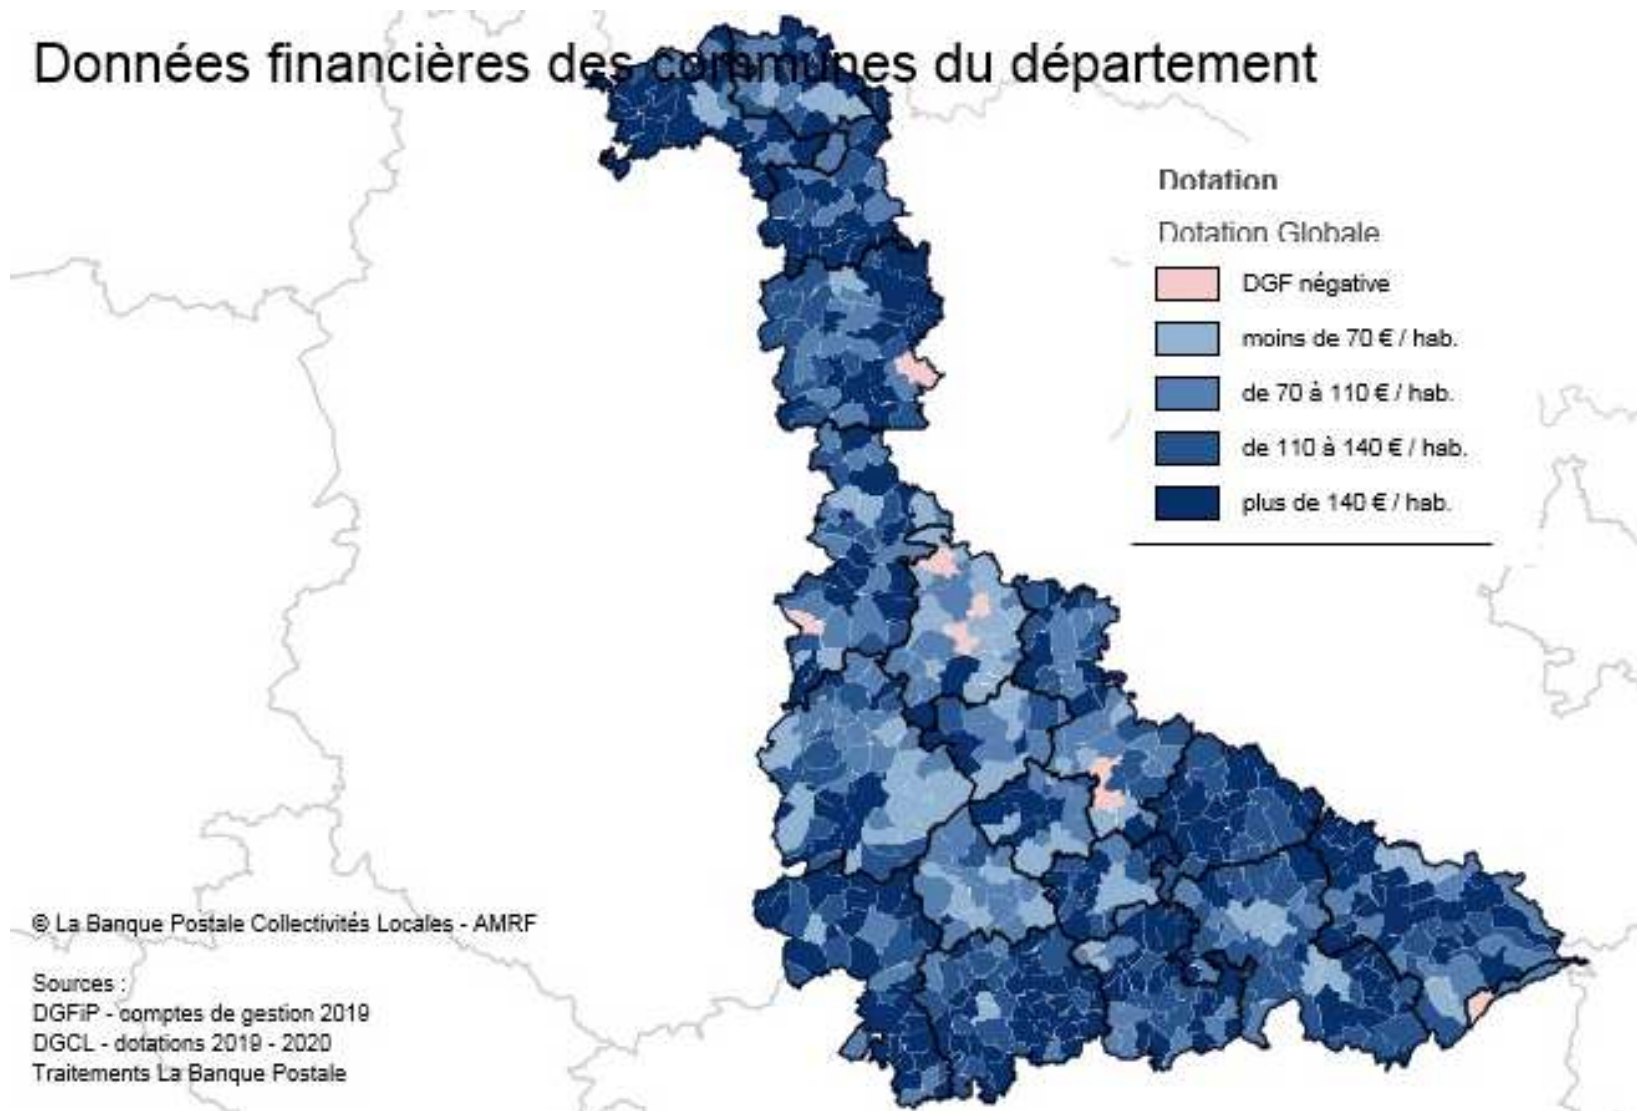 Données financières des communes du département
Dotation
Dotation Globale
DGF négative
moins de 70 € / hab.
de 70 à 110 € / hab.
de 110 à 140 € / hab.
plus de 140 € / hab.
© La Banque Postale Collectivités Locales - AMRF
Sources :
DGFiP - comptes de gestion 2019
DGCL - dotations 2019 - 2020
Traitements La Banque Postale